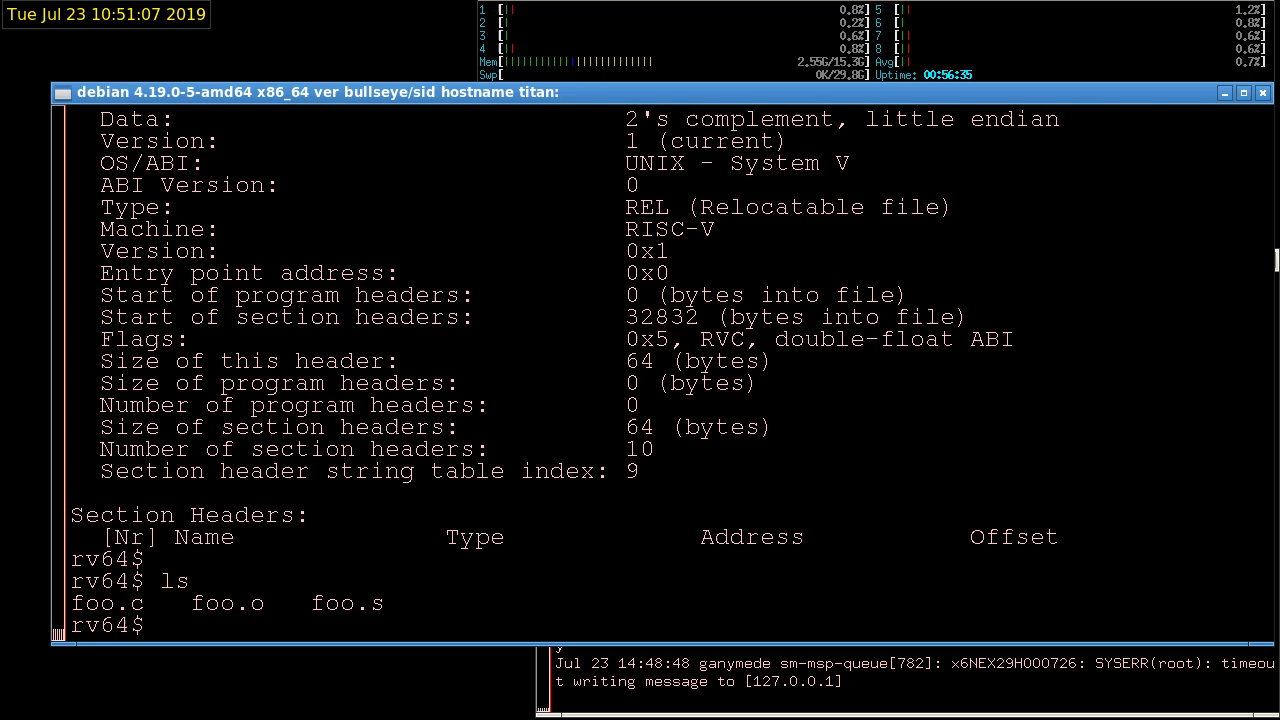 Tue Jul 23 10:51:07 2019
1 [|| 0.8%] 5 [|| 1.2%]
2 [| 0.2%] 6 [|| 0.8%]
3 [| 0.6%] 7 [|| 0.6%]
4 [|| 0.8%] 8 [|| 0.6%]
Mem[||||||||||||||||||||||||||| 2.55G/15.3G] Avg[|| 0.7%]
Swp[ 0K/29.8G] Uptime: 00:56:35
debian 4.19.0-5-amd64 x86_64 ver bullseye/sid hostname titan:
Data: 2's complement, little endian
Version: 1 (current)
OS/ABI: UNIX - System V
ABI Version: 0
Type: REL (Relocatable file)
Machine: RISC-V
Version: 0x1
Entry point address: 0x0
Start of program headers: 0 (bytes into file)
Start of section headers: 32832 (bytes into file)
Flags: 0x5, RVC, double-float ABI
Size of this header: 64 (bytes)
Size of program headers: 0 (bytes)
Number of program headers: 0
Size of section headers: 64 (bytes)
Number of section headers: 10
Section header string table index: 9
Section Headers:
[Nr] Name Type Address Offset
rv64$
rv64$ ls
foo.c foo.o foo.s
rv64$
Jul 23 14:48:48 ganymede sm-msp-queue[782]: x6NEX29H000726: SYSERR(root): timeou
t writing message to [127.0.0.1]